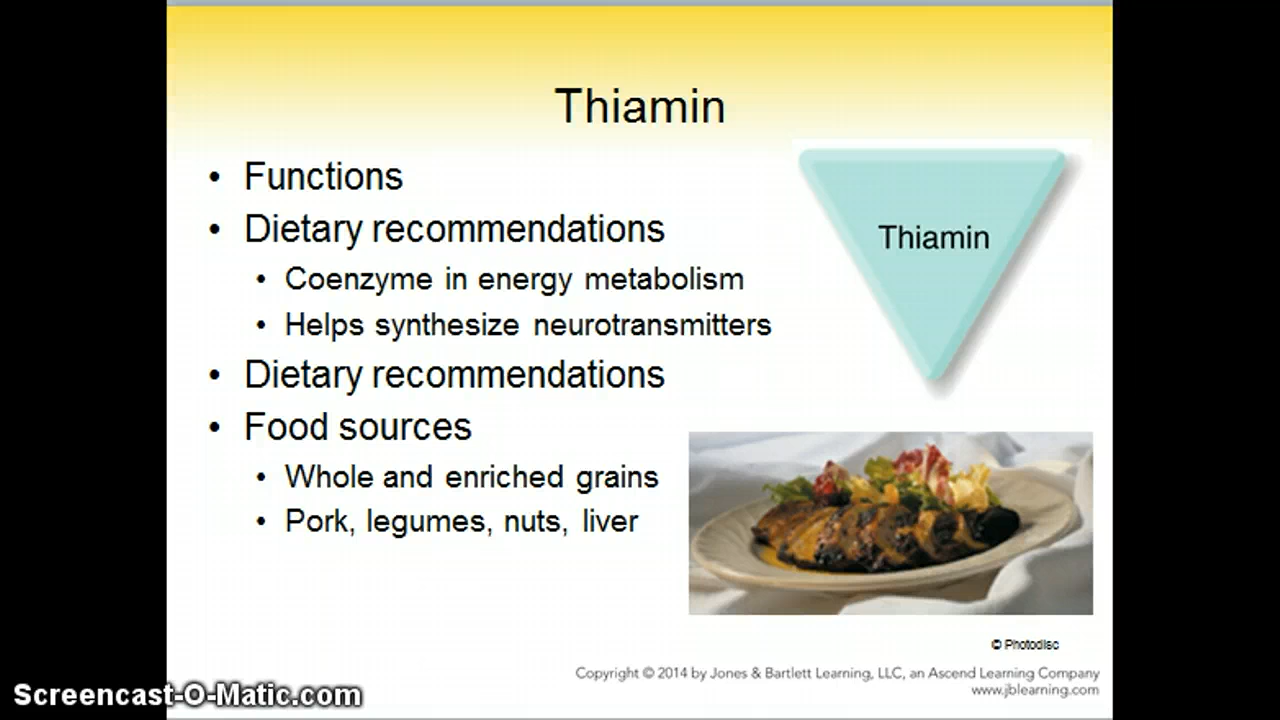 Thiamin
• Functions
• Dietary recommendations
• Coenzyme in energy metabolism
• Helps synthesize neurotransmitters
• Dietary recommendations
• Food sources
• Whole and enriched grains
• Pork, legumes, nuts, liver
Thiamin
© Photodisc
Copyright © 2014 by Jones & Bartlett Learning, LLC, an Ascend Learning Company
www.jblearning.com
Screencast-O-Matic.com